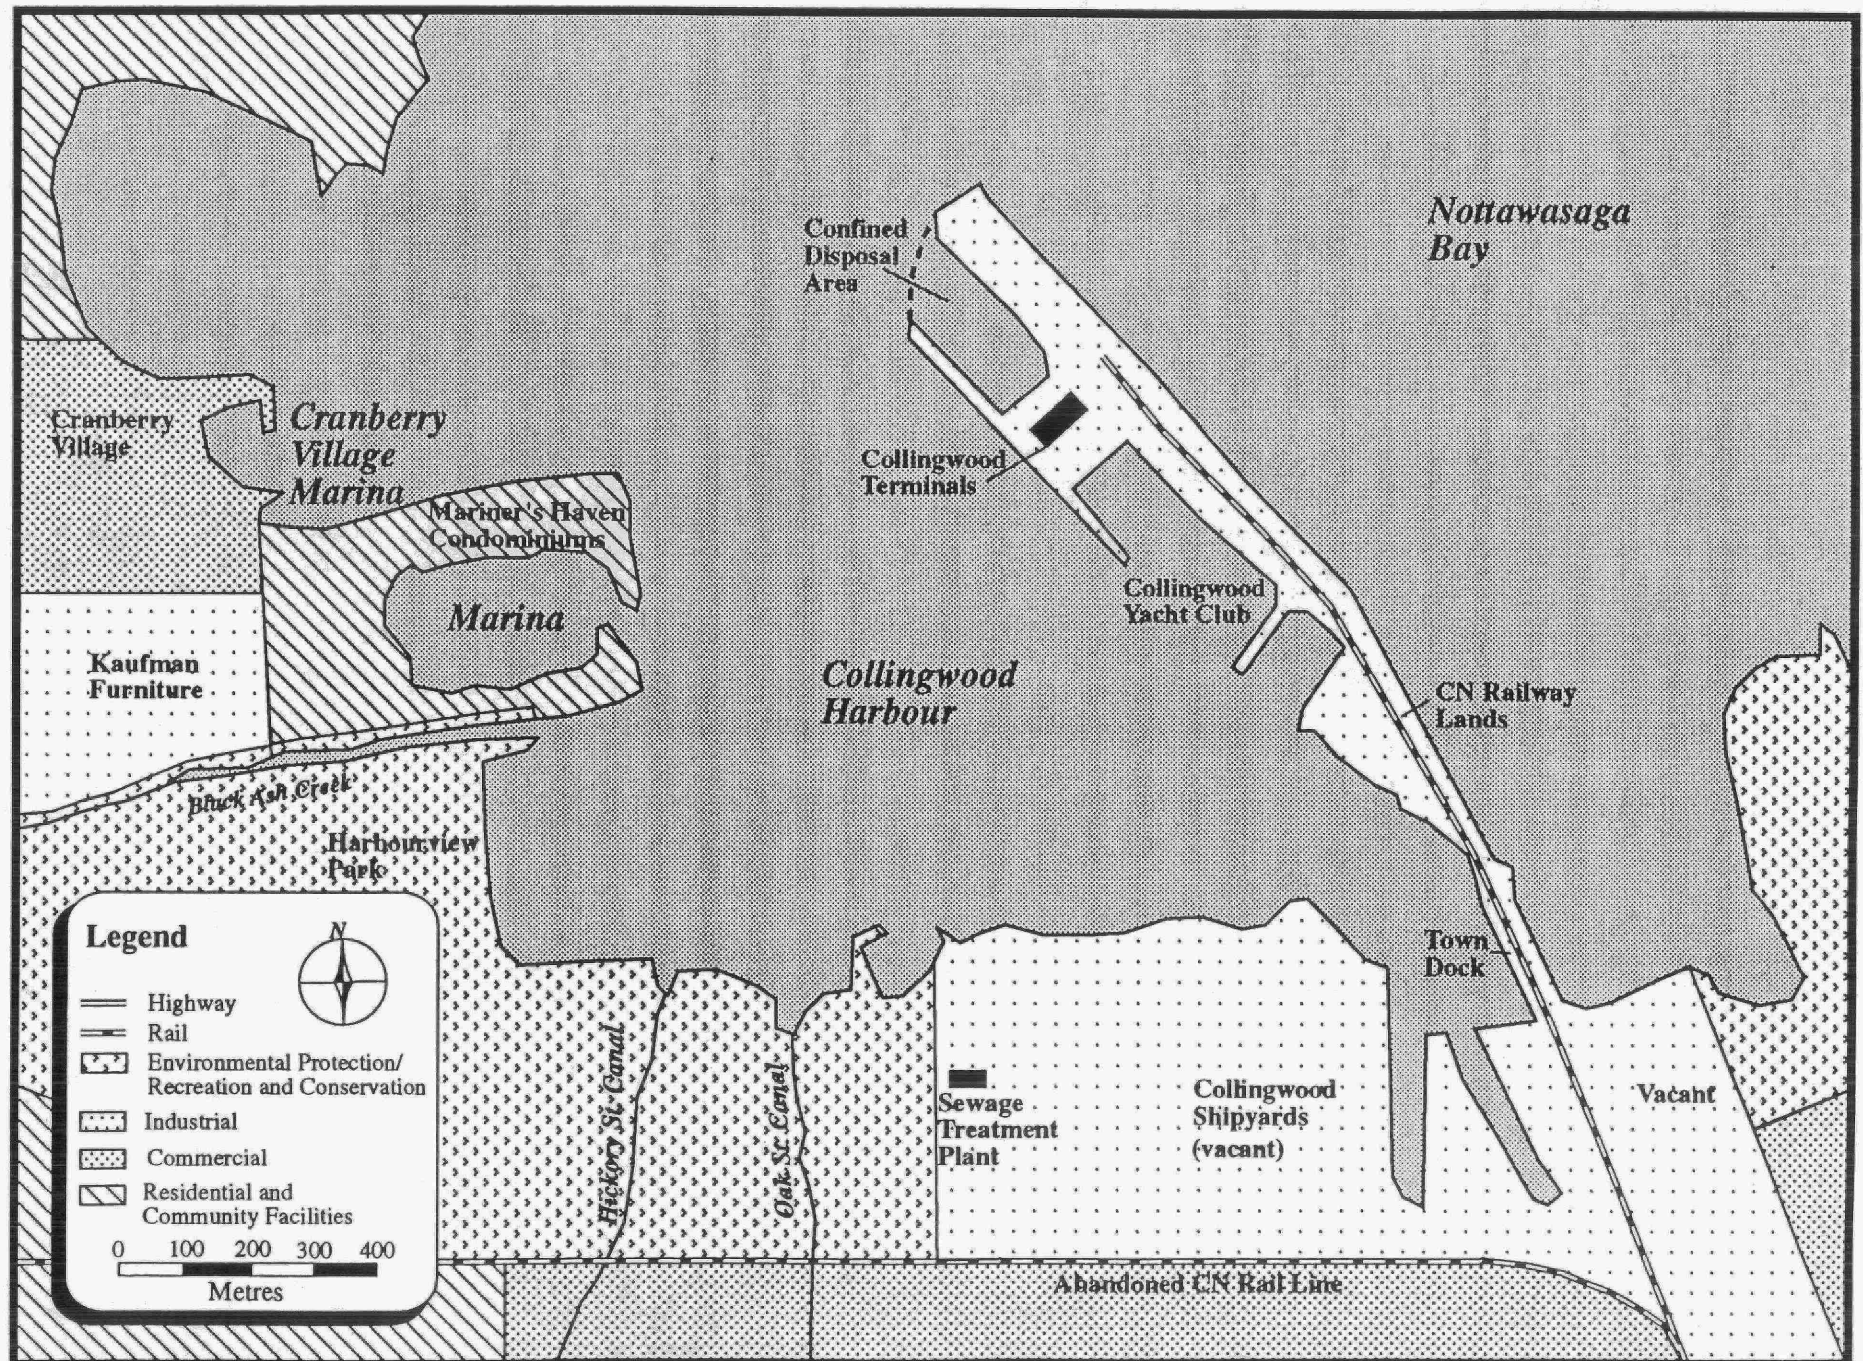 Nottawasaga
Bay
Confined
Disposal
Area
Cranberry
Village
Cranberry
Village
Marina
Collingwood
Terminals
Mariner's Haven
Condominiums
Marina
Collingwood
Yacht Club
Kaufman
Furniture
Collingwood
Harbour
CN Railway
Lands
Black Ash Creek
Harbourview
Park
Town
Dock
Hickory St. Canal
Oak St. Canal
Sewage
Treatment
Plant
Collingwood
Shipyards
(vacant)
Vacant
Abandoned CN Rail Line
Legend
N
Highway
Rail
Environmental Protection/
Recreation and Conservation
Industrial
Commercial
Residential and
Community Facilities
0 100 200 300 400
Metres